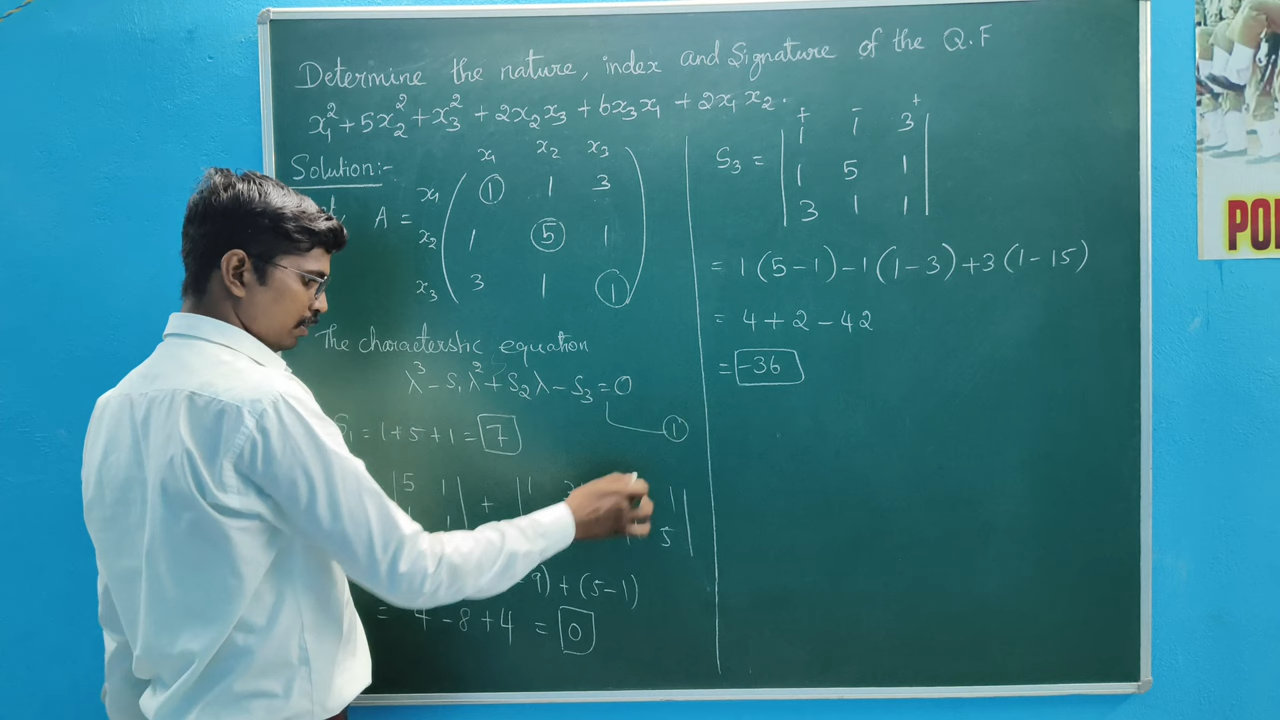 Determine the nature, index and Signature of the Q.F
x₁² + 5x₂² + x₃² + 2x₂x₃ + 6x₃x₁ + 2x₁x₂.
Solution:-
A =
x₁ x₂ x₃
x₁ 1 1 3
x₂ 1 5 1
x₃ 3 1 1
The characterstic equation
λ³ - S₁λ² + S₂λ - S₃ = 0
1
S₁ = 1+5+1 = 7
|5 1| + |1
1
5
9) + (5-1)
= 4 - 8 + 4 = 0
+ - +
S₃ = |1 1 3|
|1 5 1|
|3 1 1|
= 1(5-1) - 1(1-3) + 3(1-15)
= 4 + 2 - 42
= -36
POL